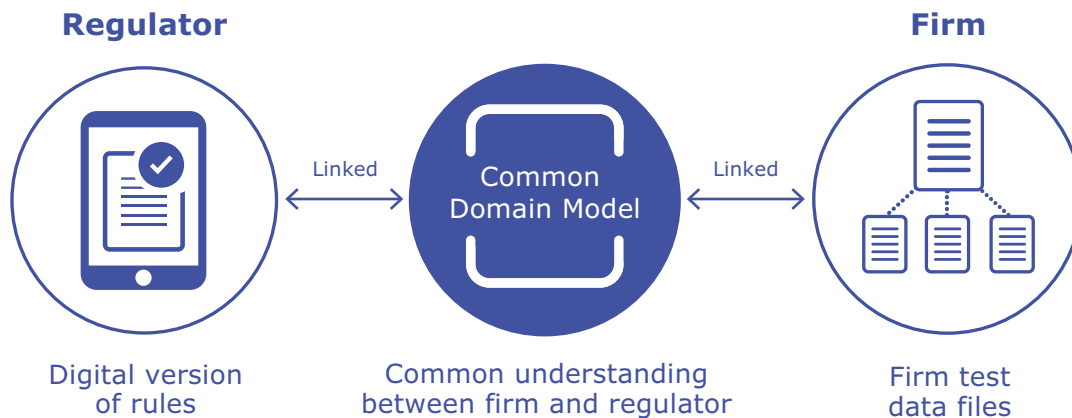 Regulator
Firm
Linked
Common
Domain Model
Linked
Digital version
of rules
Common understanding
between firm and regulator
Firm test
data files